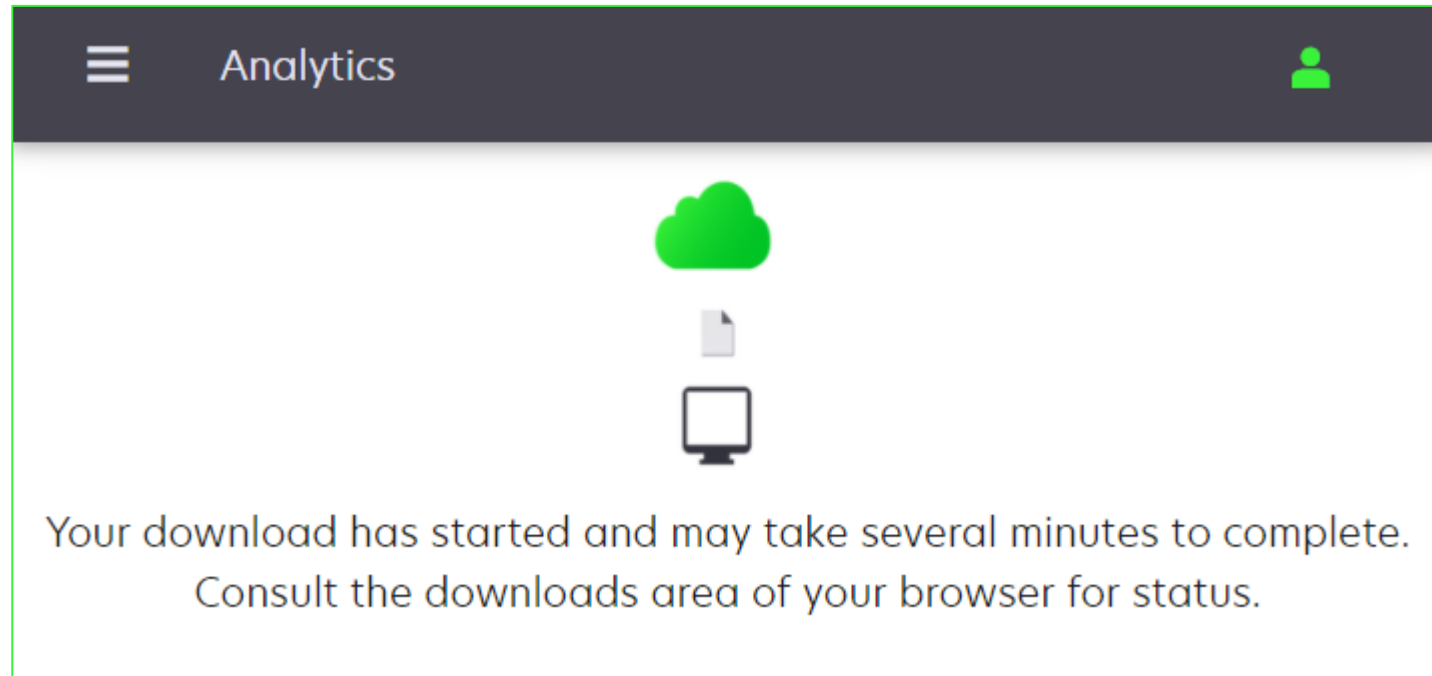 Analytics
Your download has started and may take several minutes to complete.
Consult the downloads area of your browser for status.